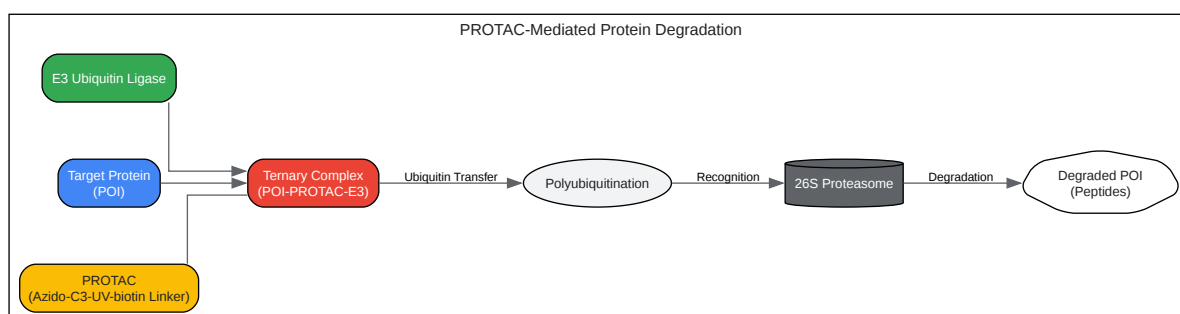 PROTAC-Mediated Protein Degradation
E3 Ubiquitin Ligase
Target Protein
(POI)
Ternary Complex
(POI-PROTAC-E3)
Ubiquitin Transfer
Polyubiquitination
Recognition
26S Proteasome
Degradation
Degraded POI
(Peptides)
PROTAC
(Azido-C3-UV-biotin Linker)